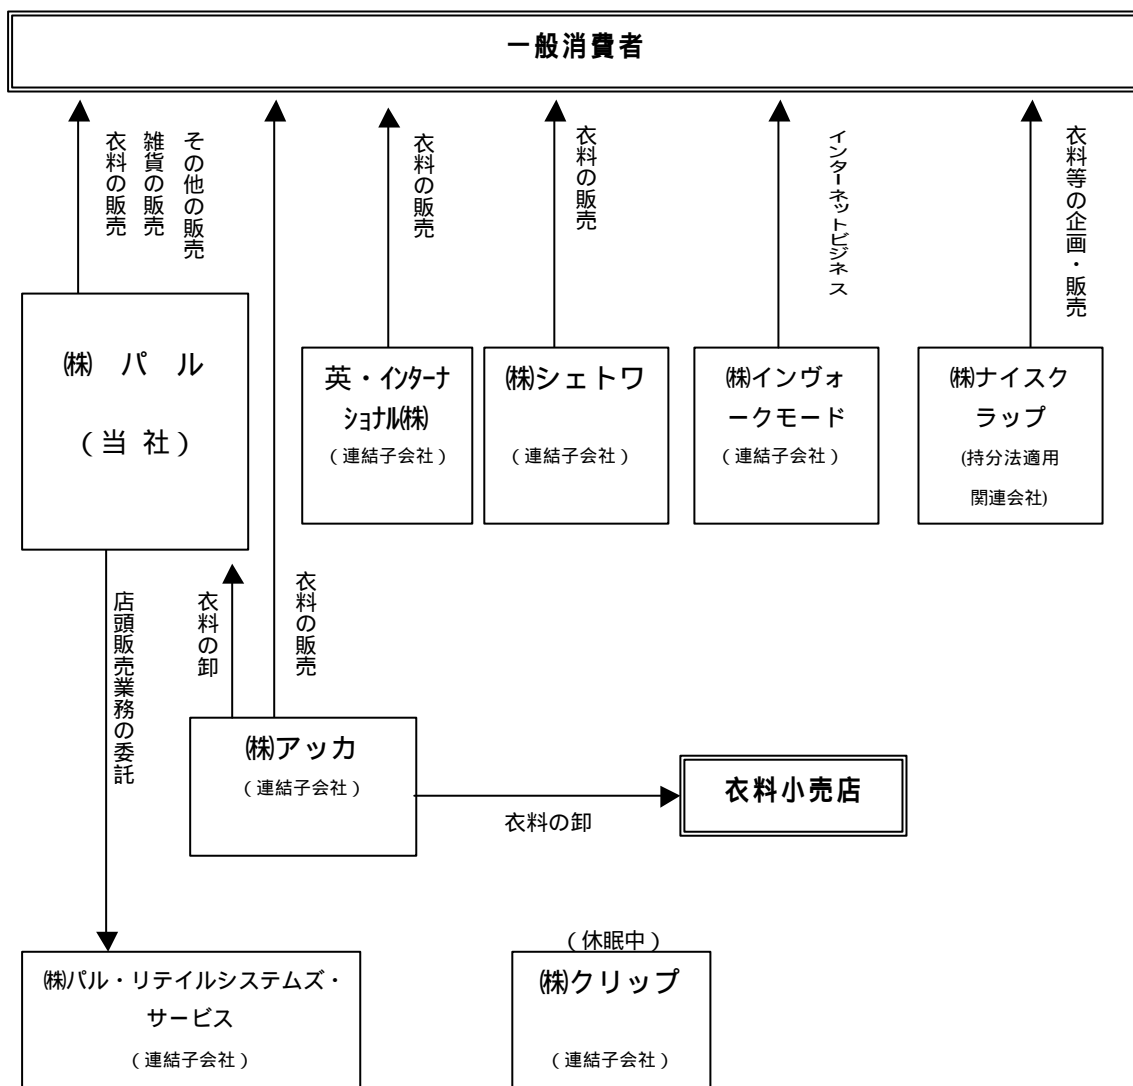 一般消費者
衣料の販売
雑貨の販売
その他の販売
衣料の販売
衣料の販売
インターネットビジネス
衣料等の企画・販売
㈱ パ ル
（当 社）
英・インターナ
ショナル㈱
（連結子会社）
㈱シェトワ
（連結子会社）
㈱インヴォ
ークモード
（連結子会社）
㈱ナイスク
ラップ
(持分法適用
関連会社)
店頭販売業務の委託
衣料の卸
衣料の販売
㈱アッカ
（連結子会社）
衣料の卸
衣料小売店
㈱パル・リテイルシステムズ・
サービス
（連結子会社）
（休眠中）
㈱クリップ
（連結子会社）